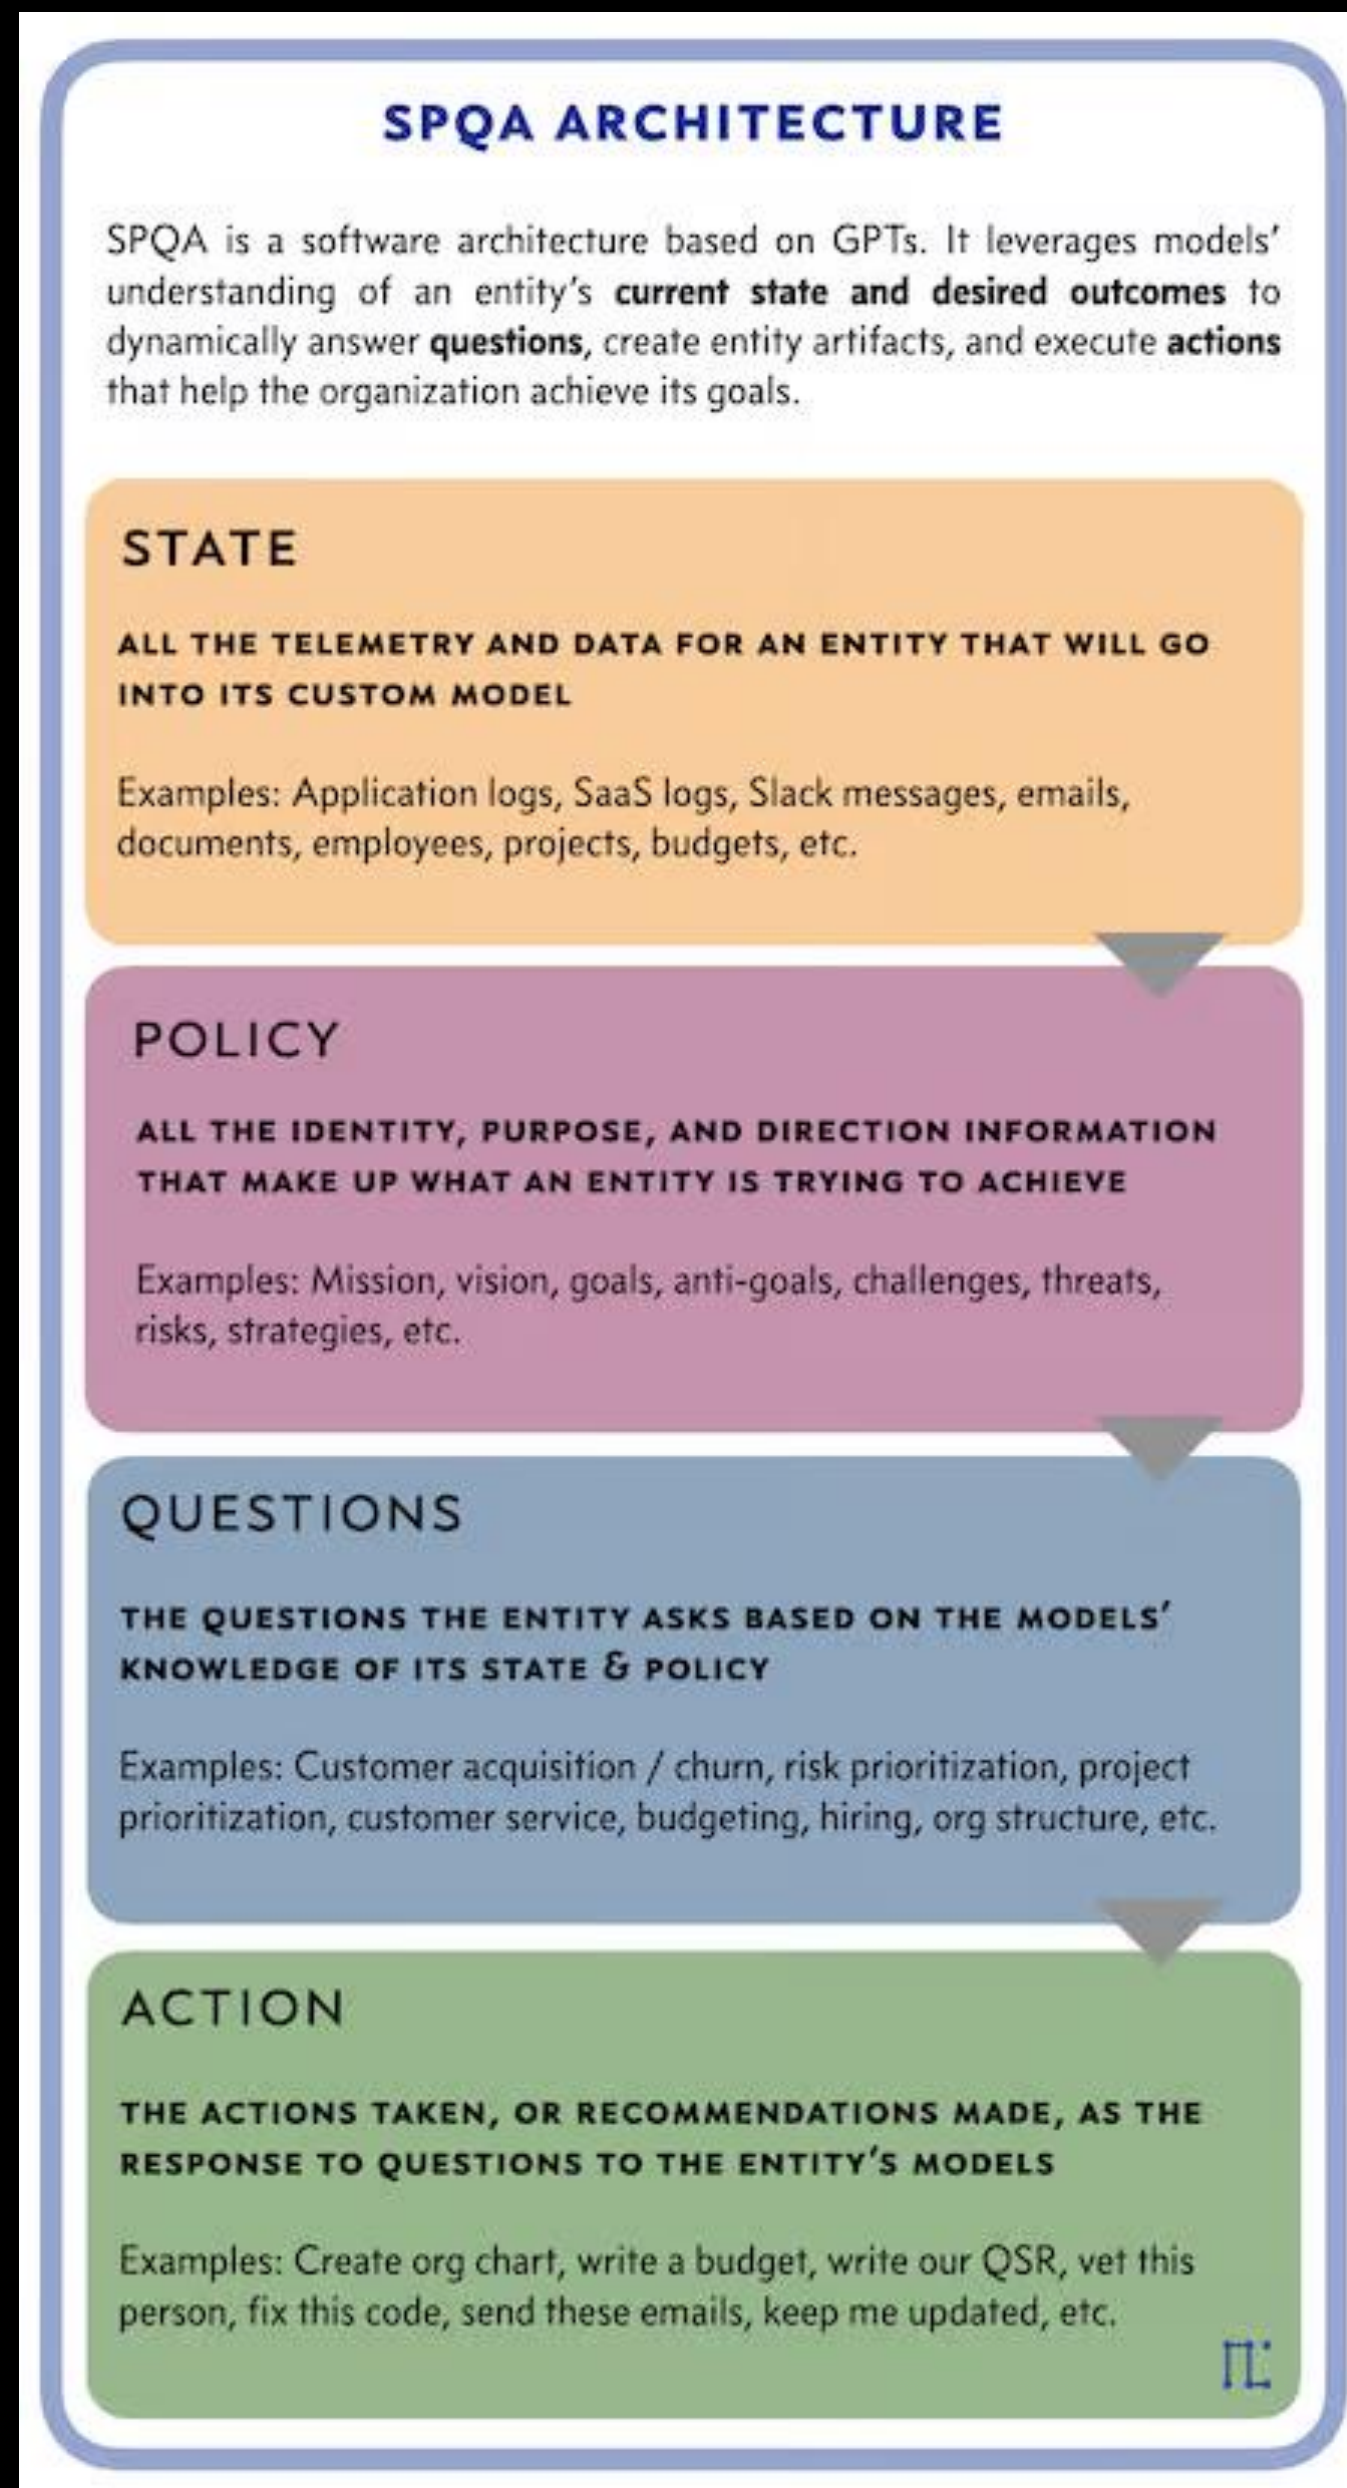 SPQA ARCHITECTURE
SPQA is a software architecture based on GPTs. It leverages models’
understanding of an entity’s current state and desired outcomes to
dynamically answer questions, create entity artifacts, and execute actions
that help the organization achieve its goals.
STATE
ALL THE TELEMETRY AND DATA FOR AN ENTITY THAT WILL GO
INTO ITS CUSTOM MODEL
Examples: Application logs, SaaS logs, Slack messages, emails,
documents, employees, projects, budgets, etc.
POLICY
ALL THE IDENTITY, PURPOSE, AND DIRECTION INFORMATION
THAT MAKE UP WHAT AN ENTITY IS TRYING TO ACHIEVE
Examples: Mission, vision, goals, anti-goals, challenges, threats,
risks, strategies, etc.
QUESTIONS
THE QUESTIONS THE ENTITY ASKS BASED ON THE MODELS’
KNOWLEDGE OF ITS STATE & POLICY
Examples: Customer acquisition / churn, risk prioritization, project
prioritization, customer service, budgeting, hiring, org structure, etc.
ACTION
THE ACTIONS TAKEN, OR RECOMMENDATIONS MADE, AS THE
RESPONSE TO QUESTIONS TO THE ENTITY’S MODELS
Examples: Create org chart, write a budget, write our QSR, vet this
person, fix this code, send these emails, keep me updated, etc.